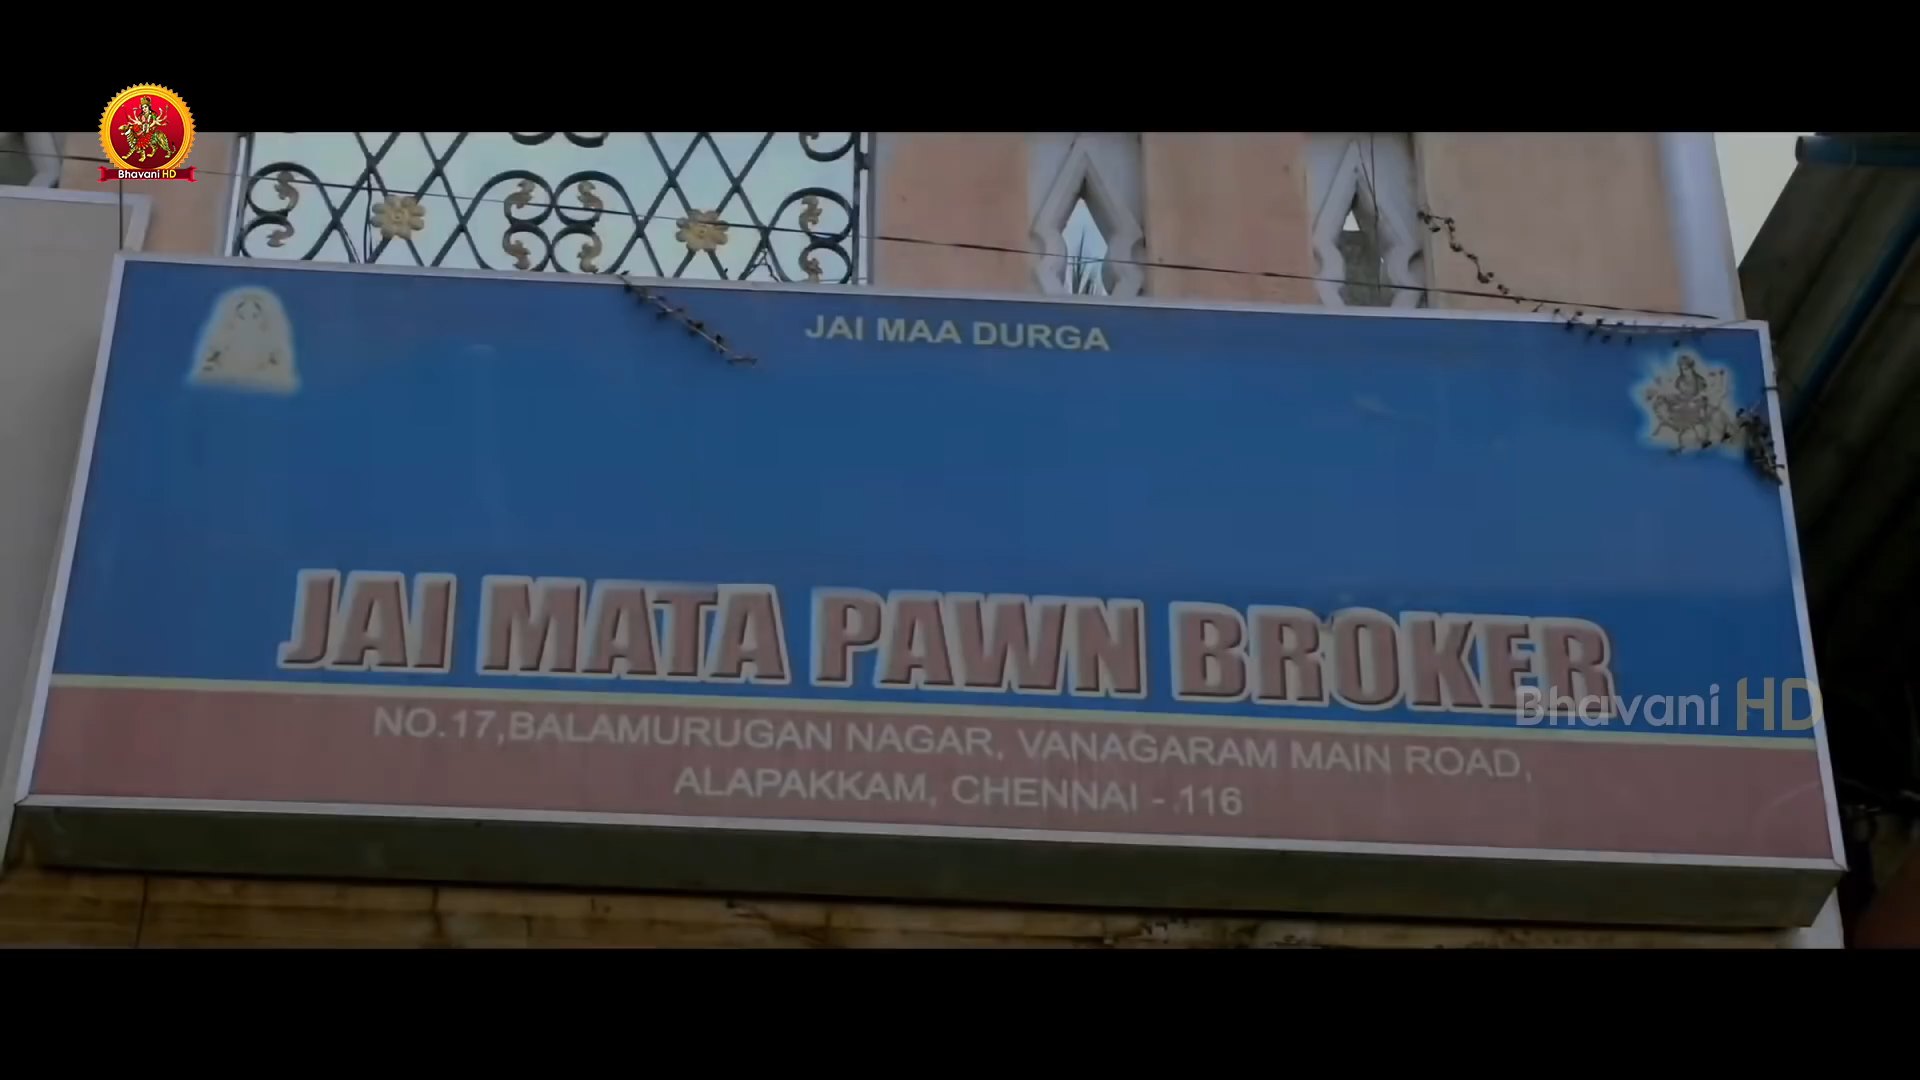 Bhavani HD
JAI MAA DURGA
JAI MATA PAWN BROKER
Bhavani HD
NO.17,BALAMURUGAN NAGAR, VANAGARAM MAIN ROAD,
ALAPAKKAM, CHENNAI - 116